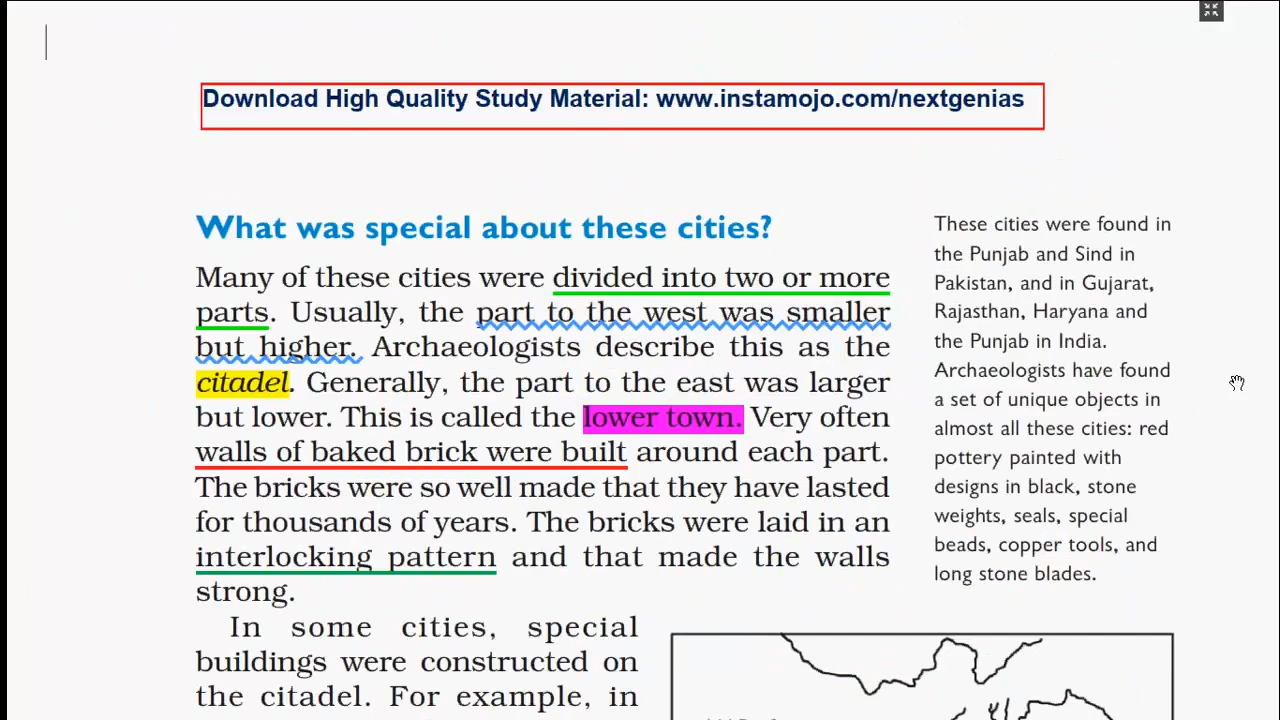 Download High Quality Study Material: www.instamojo.com/nextgenias
What was special about these cities?
Many of these cities were divided into two or more
parts. Usually, the part to the west was smaller
but higher. Archaeologists describe this as the
citadel. Generally, the part to the east was larger
but lower. This is called the lower town. Very often
walls of baked brick were built around each part.
The bricks were so well made that they have lasted
for thousands of years. The bricks were laid in an
interlocking pattern and that made the walls
strong.
In some cities, special
buildings were constructed on
the citadel. For example, in
These cities were found in
the Punjab and Sind in
Pakistan, and in Gujarat,
Rajasthan, Haryana and
the Punjab in India.
Archaeologists have found
a set of unique objects in
almost all these cities: red
pottery painted with
designs in black, stone
weights, seals, special
beads, copper tools, and
long stone blades.